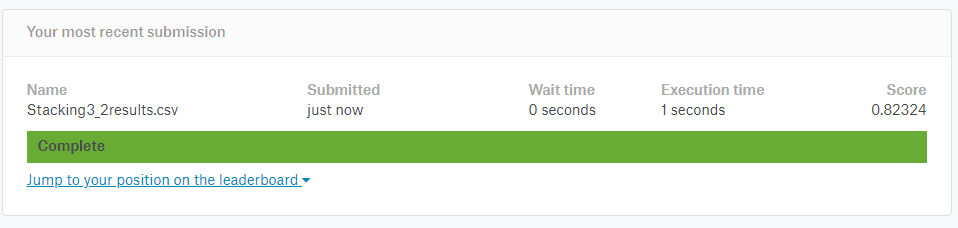 Your most recent submission
Name Submitted Wait time Execution time Score
Stacking3_2results.csv just now 0 seconds 1 seconds 0.82324
Complete
Jump to your position on the leaderboard